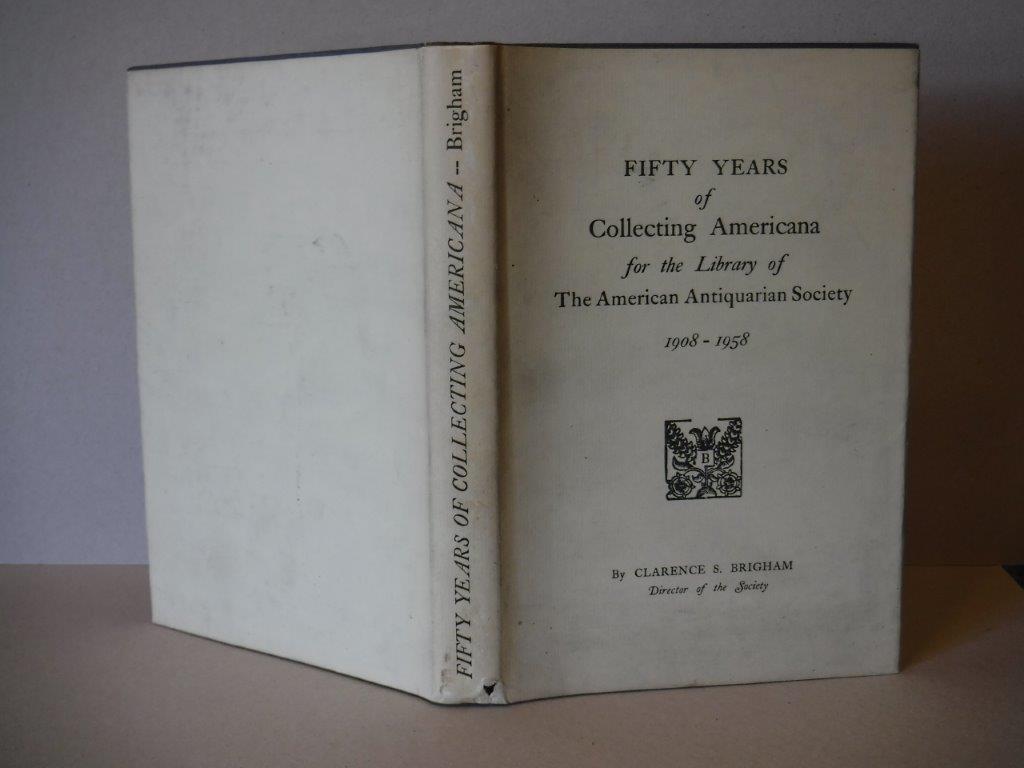 FIFTY YEARS OF COLLECTING AMERICANA -- Brigham
FIFTY YEARS
of
Collecting Americana
for the Library of
The American Antiquarian Society
1908 - 1958
B
By CLARENCE S. BRIGHAM
Director of the Society